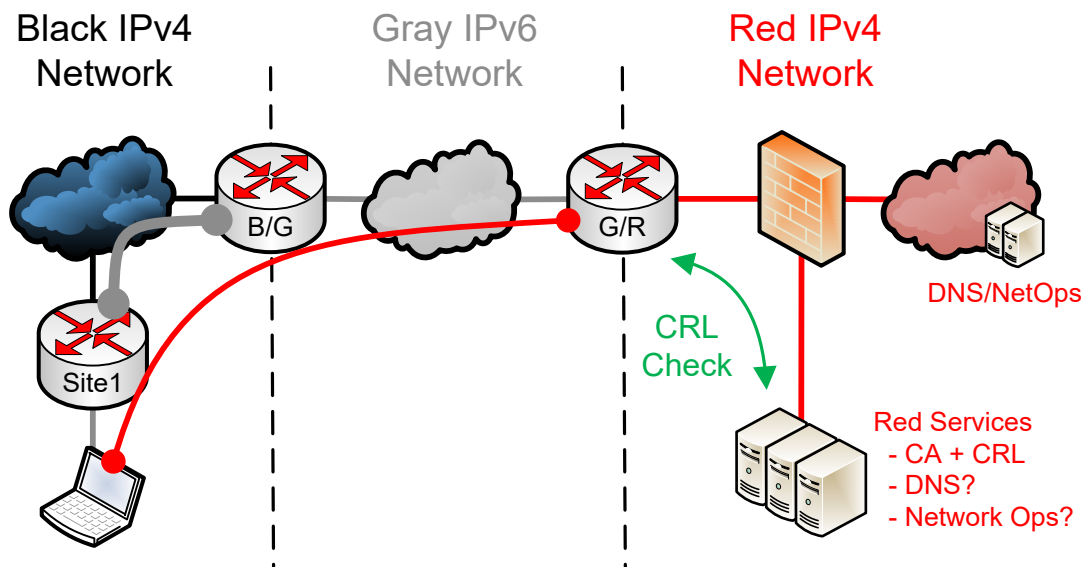 Black IPv4
Network
Gray IPv6
Network
Red IPv4
Network
B/G
G/R
DNS/NetOps
CRL
Check
Site1
Red Services
- CA + CRL
- DNS?
- Network Ops?